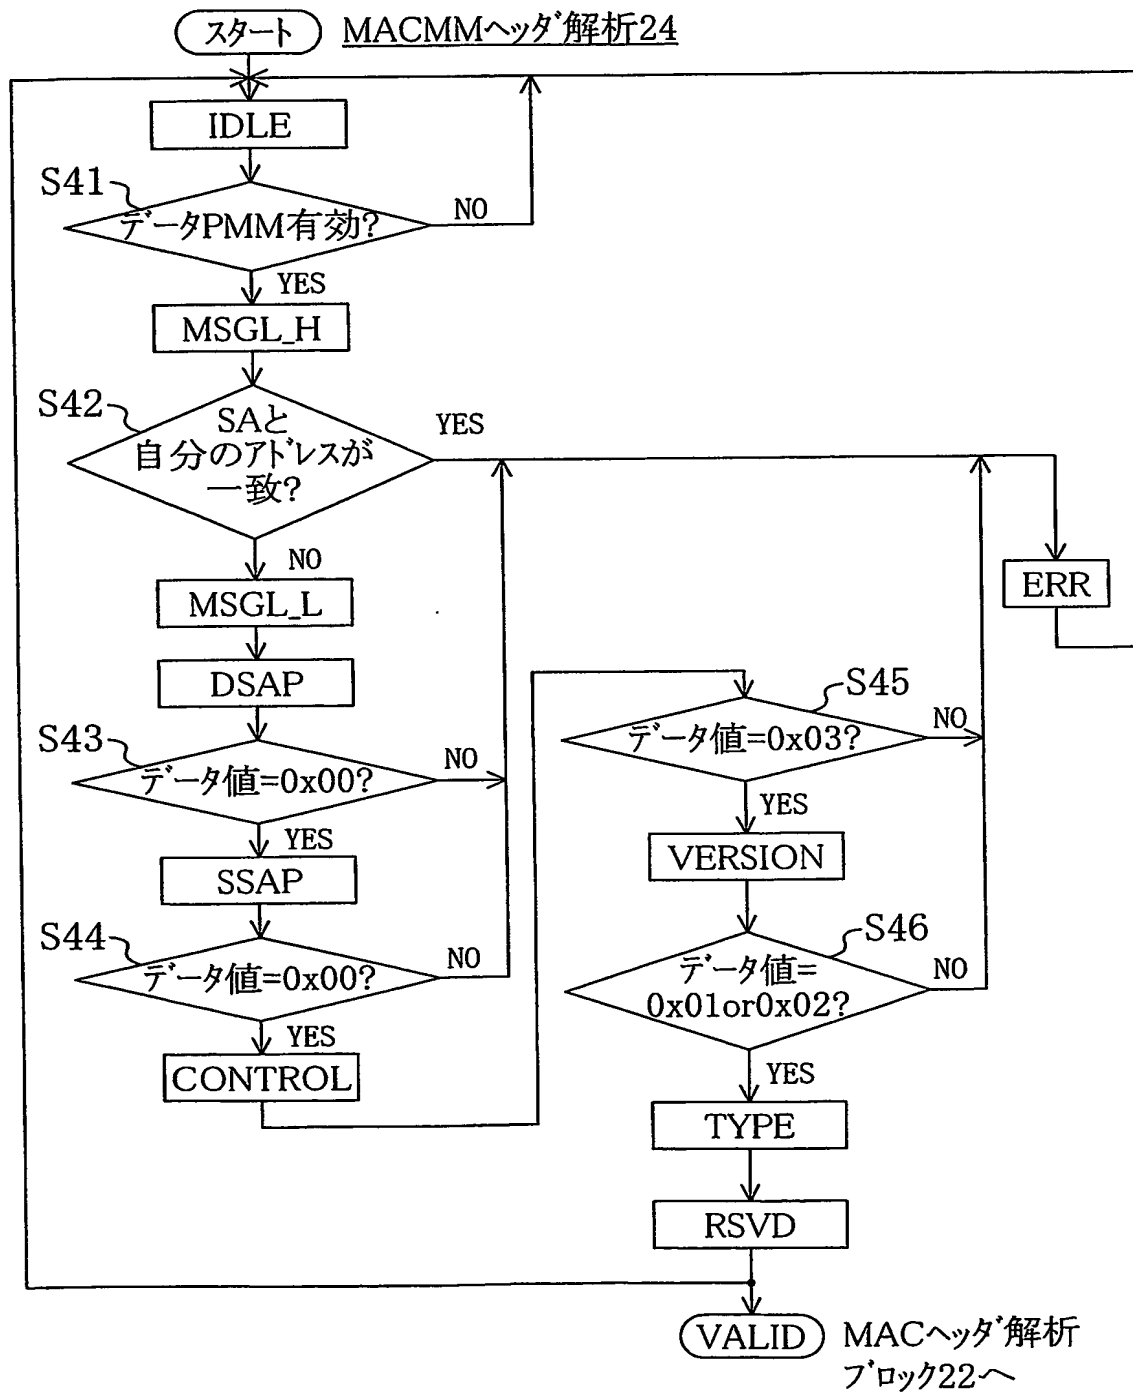 スタート
MACMMヘッダ解析24
IDLE
S41
データPMM有効?
NO
YES
MSGL_H
S42
SAと
自分のアドレスが
一致?
YES
NO
MSGL_L
DSAP
S43
データ値=0x00?
NO
YES
SSAP
S44
データ値=0x00?
NO
YES
CONTROL
ERR
S45
データ値=0x03?
NO
YES
VERSION
S46
データ値=
0x01or0x02?
NO
YES
TYPE
RSVD
VALID
MACヘッダ解析
ブロック22へ